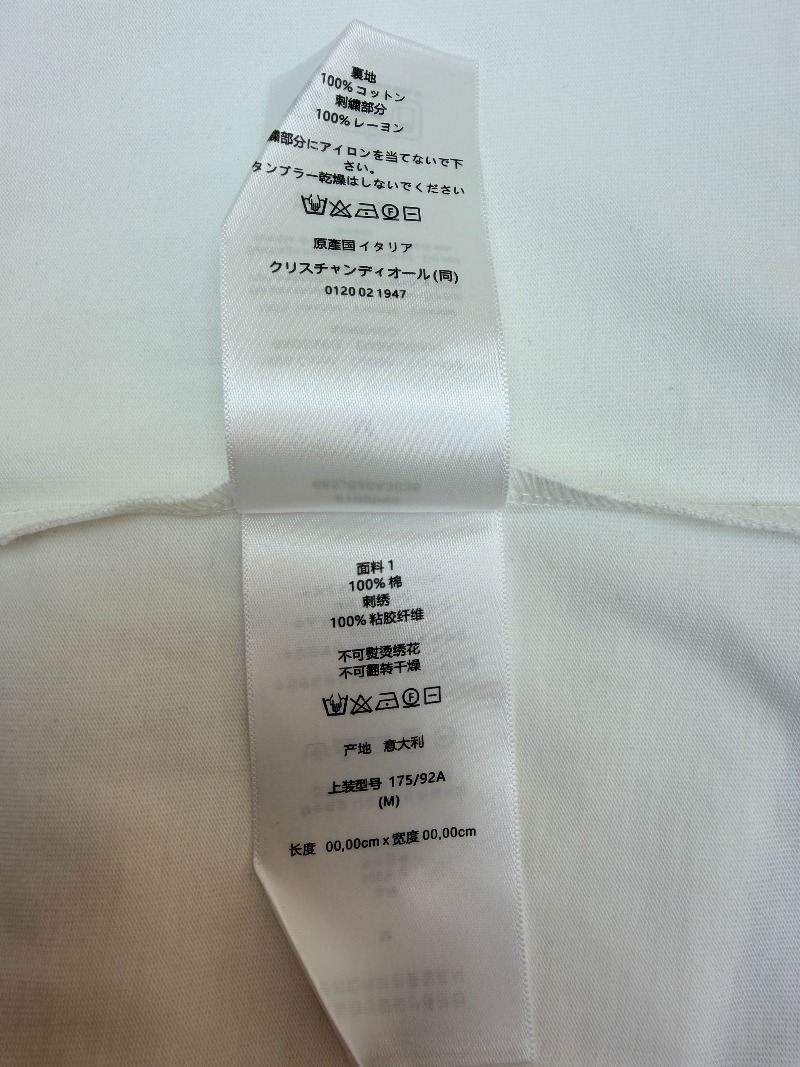 裏地
100% コットン
刺繍部分
100% レーヨン
繍部分にアイロンを当てないで下
さい。
タンブラー乾燥はしないでください
原産国 イタリア
クリスチャンディオール(同)
0120 02 1947
面料 1
100% 棉
刺绣
100% 粘胶纤维
不可熨烫绣花
不可翻转干燥
产地 意大利
上装型号 175/92A
(M)
长度 00,00cm x 宽度 00,00cm